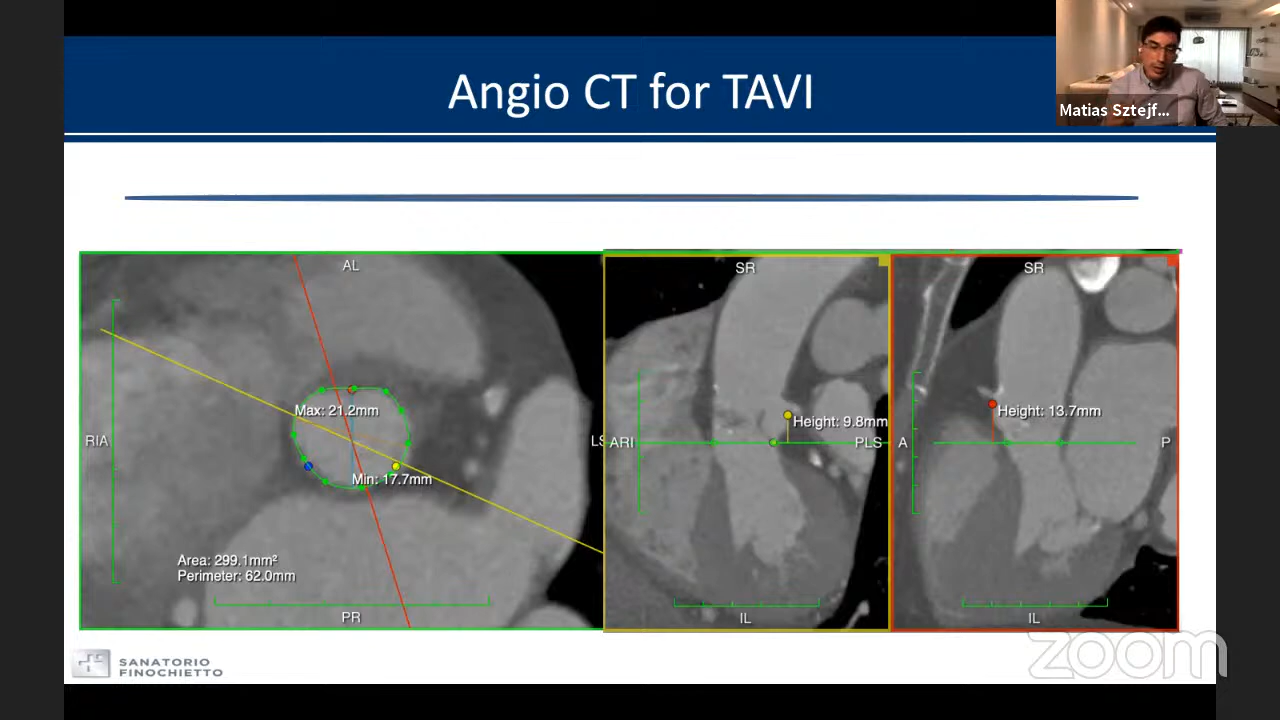 Angio CT for TAVI
Matias Sztejf...
AL
Max: 21.2mm
RIA
LS
Min: 17.7mm
Area: 299.1mm²
Perimeter: 62.0mm
PR
SR
Height: 9.8mm
ARI
PLS
IL
SR
Height: 13.7mm
A
P
IL
SANATORIO
FINOCHIETTO
zoom